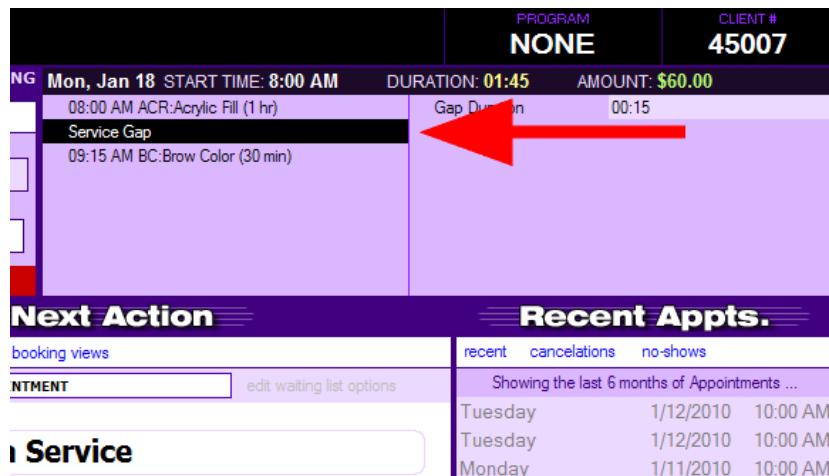 PROGRAM CLIENT #
NONE 45007
NG Mon, Jan 18 START TIME: 8:00 AM DURATION: 01:45 AMOUNT: $60.00
08:00 AM ACR:Acrylic Fill (1 hr) Gap Duration 00:15
Service Gap
09:15 AM BC:Brow Color (30 min)
Next Action Recent Appts.
booking views recent cancelations no-shows
NTMENT edit waiting list options Showing the last 6 months of Appointments ...
Tuesday 1/12/2010 10:00 AM
Service Tuesday 1/12/2010 10:00 AM
Monday 1/11/2010 10:00 AM